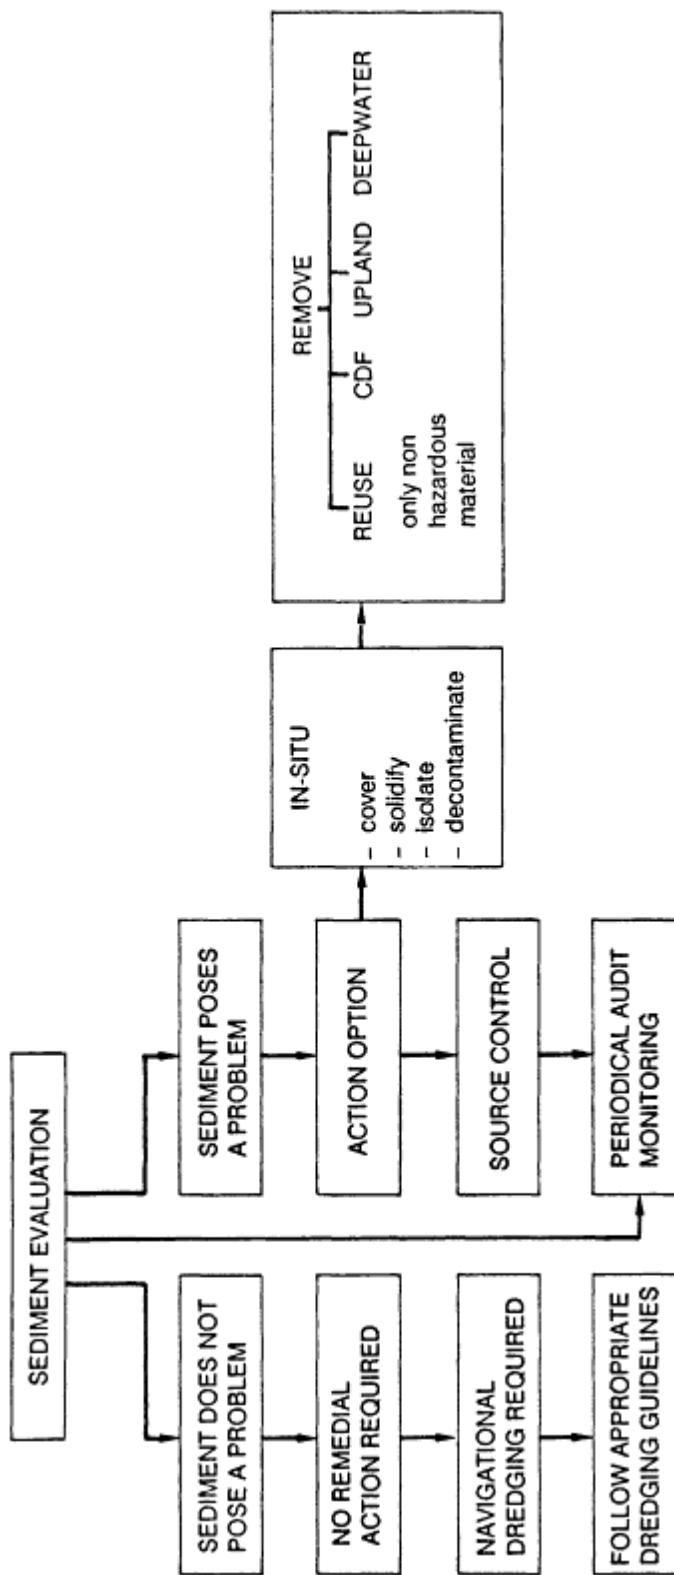 SEDIMENT EVALUATION
SEDIMENT DOES NOT
POSE A PROBLEM
NO REMEDIAL
ACTION REQUIRED
NAVIGATIONAL
DREDGING REQUIRED
FOLLOW APPROPRIATE
DREDGING GUIDELINES
SEDIMENT POSES
A PROBLEM
ACTION OPTION
SOURCE CONTROL
PERIODICAL AUDIT
MONITORING
IN-SITU
– cover
– solidify
– isolate
– decontaminate
REMOVE
REUSE CDF UPLAND DEEPWATER
only non
hazardous
material